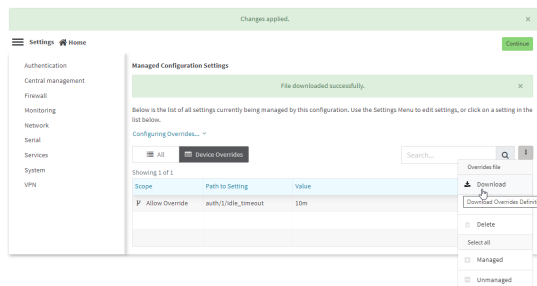 Changes applied.
×
Settings Home
Continue
Authentication
Central management
Firewall
Monitoring
Network
Serial
Services
System
VPN
Managed Configuration Settings
File downloaded successfully.
×
Below is the list of all settings currently being managed by this configuration. Use the Settings Menu to edit settings, or click on a setting in the
list below.
Configuring Overrides...
All
Device Overrides
Search...
Showing 1 of 1
Scope Path to Setting Value
Allow Override auth/1/idle_timeout 10m
Overrides file
Download
Download Overrides Definit
Delete
Select all
Managed
Unmanaged